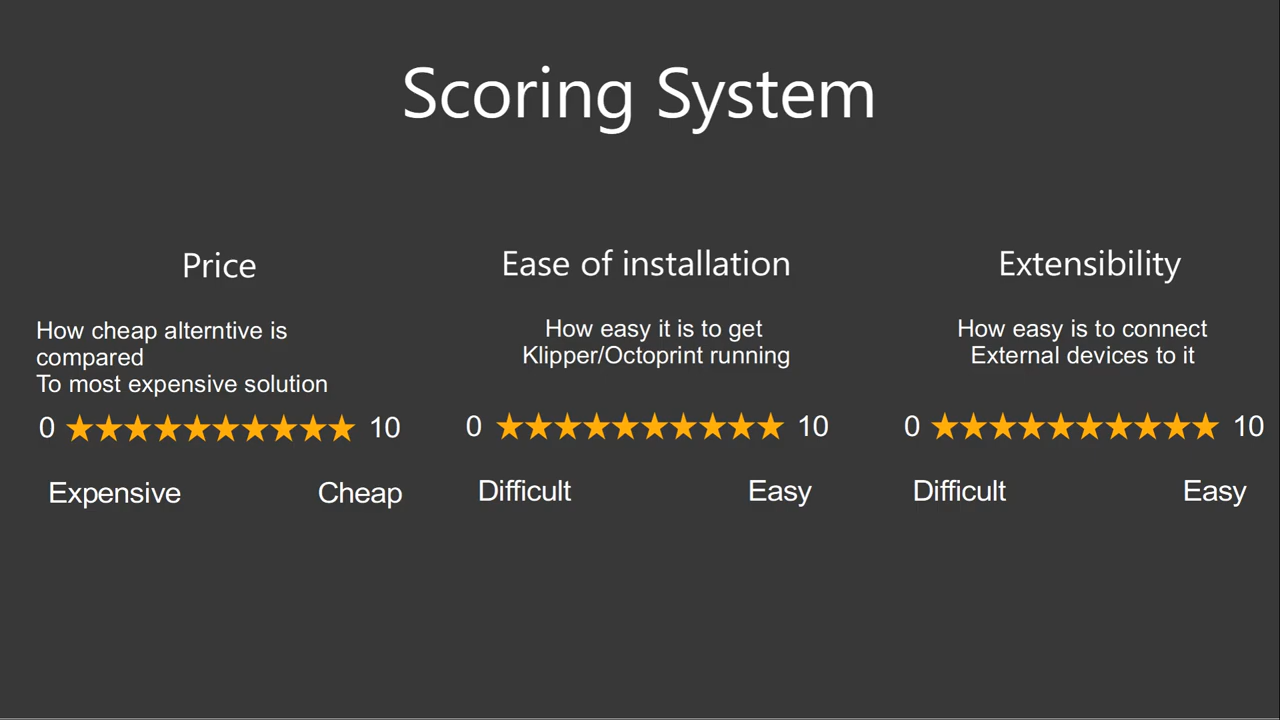 Scoring System
Price
How cheap alterntive is
compared
To most expensive solution
0 ★★★★★★★★★★ 10
Expensive Cheap
Ease of installation
How easy it is to get
Klipper/Octoprint running
0 ★★★★★★★★★★ 10
Difficult Easy
Extensibility
How easy is to connect
External devices to it
0 ★★★★★★★★★★ 10
Difficult Easy